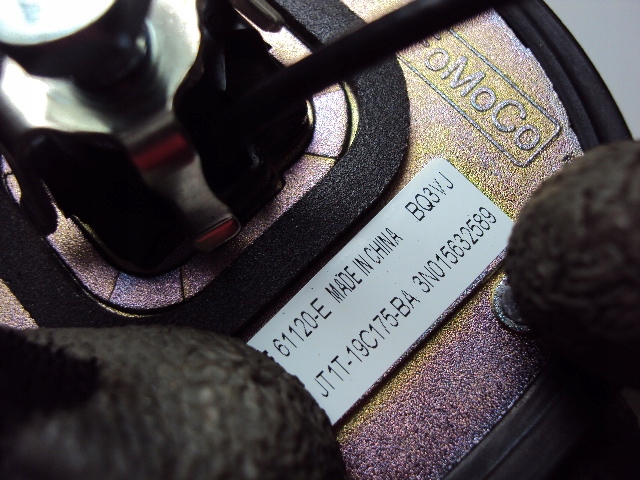 oMoCo
61120-E MADE IN CHINA BQ3VJ
JT1T-19C175-BA 3N015632589